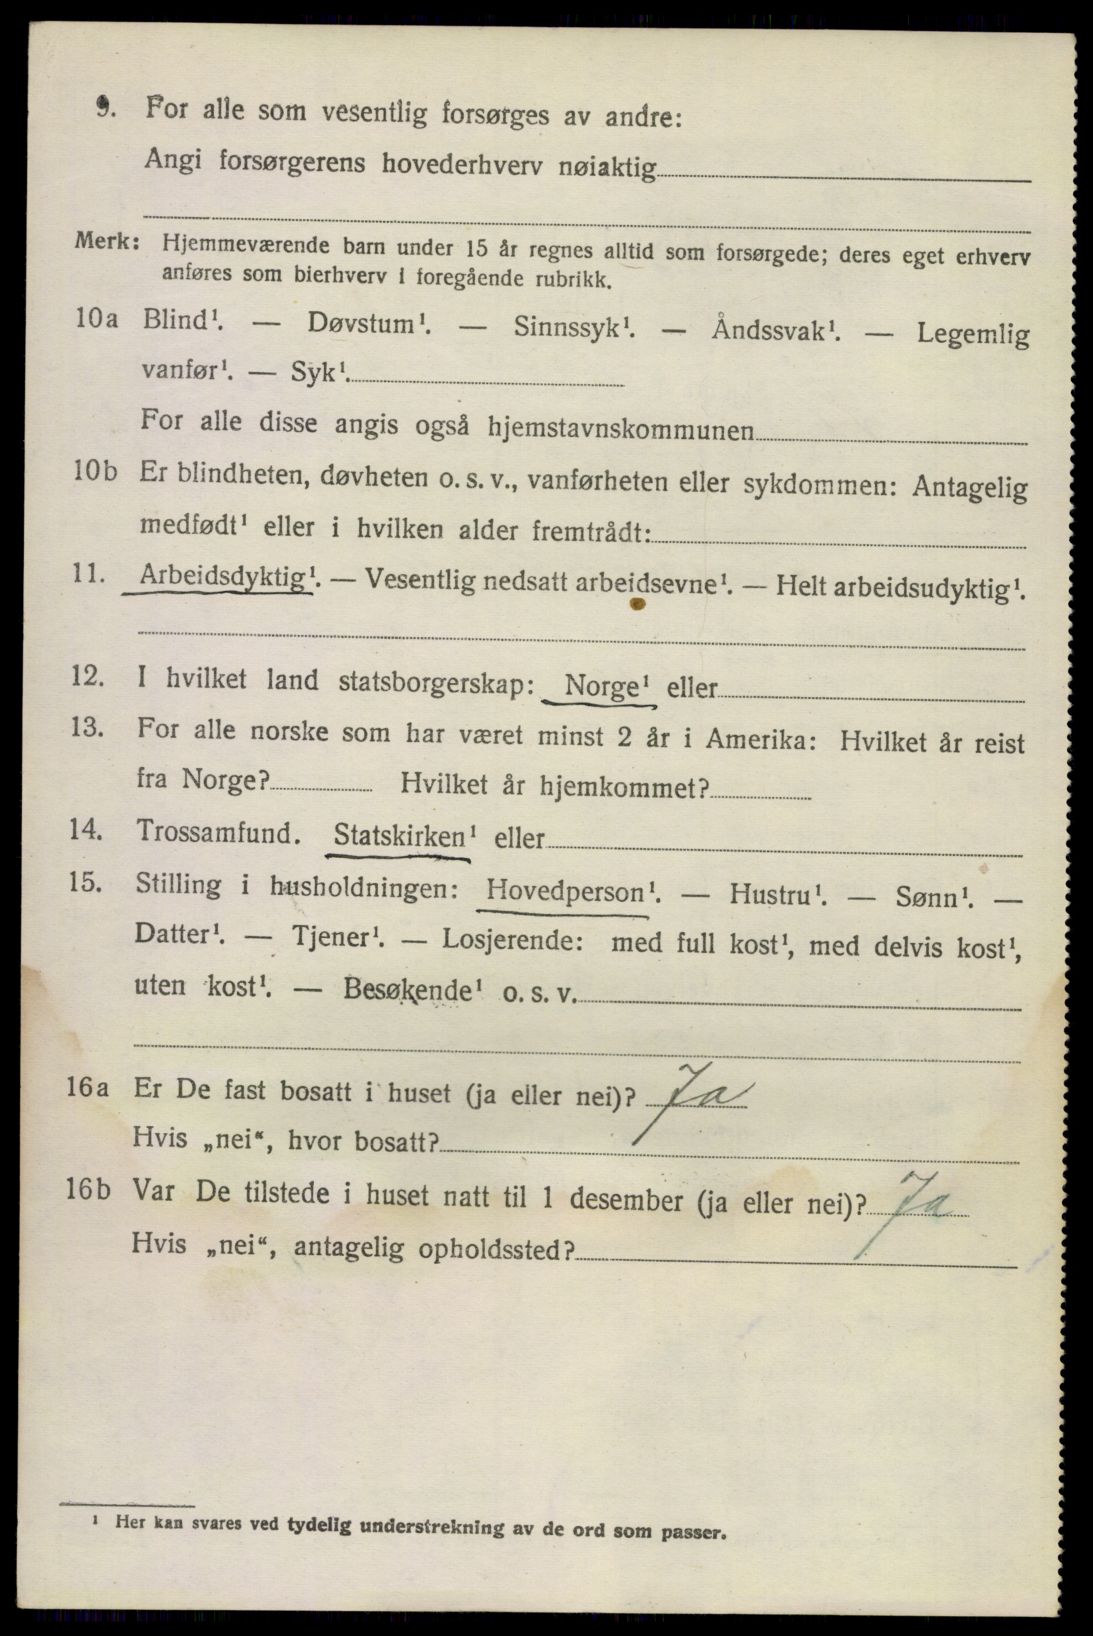 9. For alle som vesentlig forsørges av andre:
Angi forsørgerens hovederhverv nøiaktig
Merk: Hjemmeværende barn under 15 år regnes alltid som forsørgede; deres eget erhverv
anføres som bierhverv i foregående rubrikk.
10a Blind¹. — Døvstum¹. — Sinnssyk¹. — Åndssvak¹. — Legemlig
vanfør¹. — Syk¹.
For alle disse angis også hjemstavnskommunen
10b Er blindheten, døvheten o. s. v., vanførheten eller sykdommen: Antagelig
medfødt¹ eller i hvilken alder fremtrådt:
11. Arbeidsdyktig¹. — Vesentlig nedsatt arbeidsevne¹. — Helt arbeidsudyktig¹.
12. I hvilket land statsborgerskap: Norge¹ eller
13. For alle norske som har været minst 2 år i Amerika: Hvilket år reist
fra Norge? Hvilket år hjemkommet?
14. Trossamfund. Statskirken¹ eller
15. Stilling i husholdningen: Hovedperson¹. — Hustru¹. — Sønn¹. —
Datter¹. — Tjener¹. — Losjerende: med full kost¹, med delvis kost¹,
uten kost¹. — Besøkende¹ o. s. v.
16a Er De fast bosatt i huset (ja eller nei)? Ja
Hvis „nei“, hvor bosatt?
16b Var De tilstede i huset natt til 1 desember (ja eller nei)? Ja
Hvis „nei“, antagelig opholdssted?
¹ Her kan svares ved tydelig understrekning av de ord som passer.